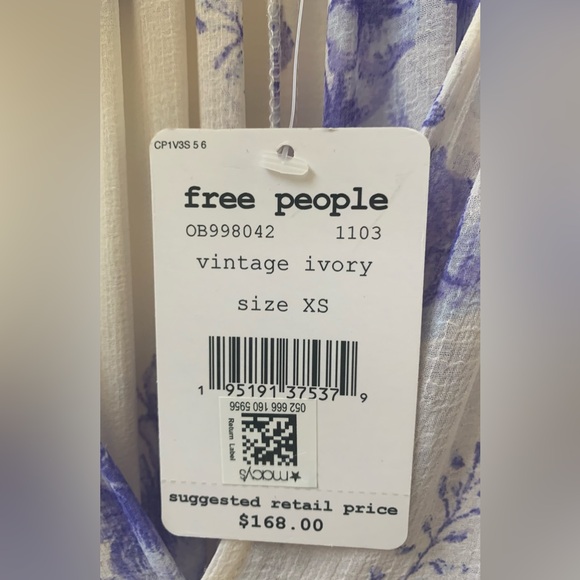 CP1V3S 5 6
free people
OB998042 1103
vintage ivory
size XS
1 95191 37537 9
052 666 160 5956
Return Label
★macy's
suggested retail price
$168.00